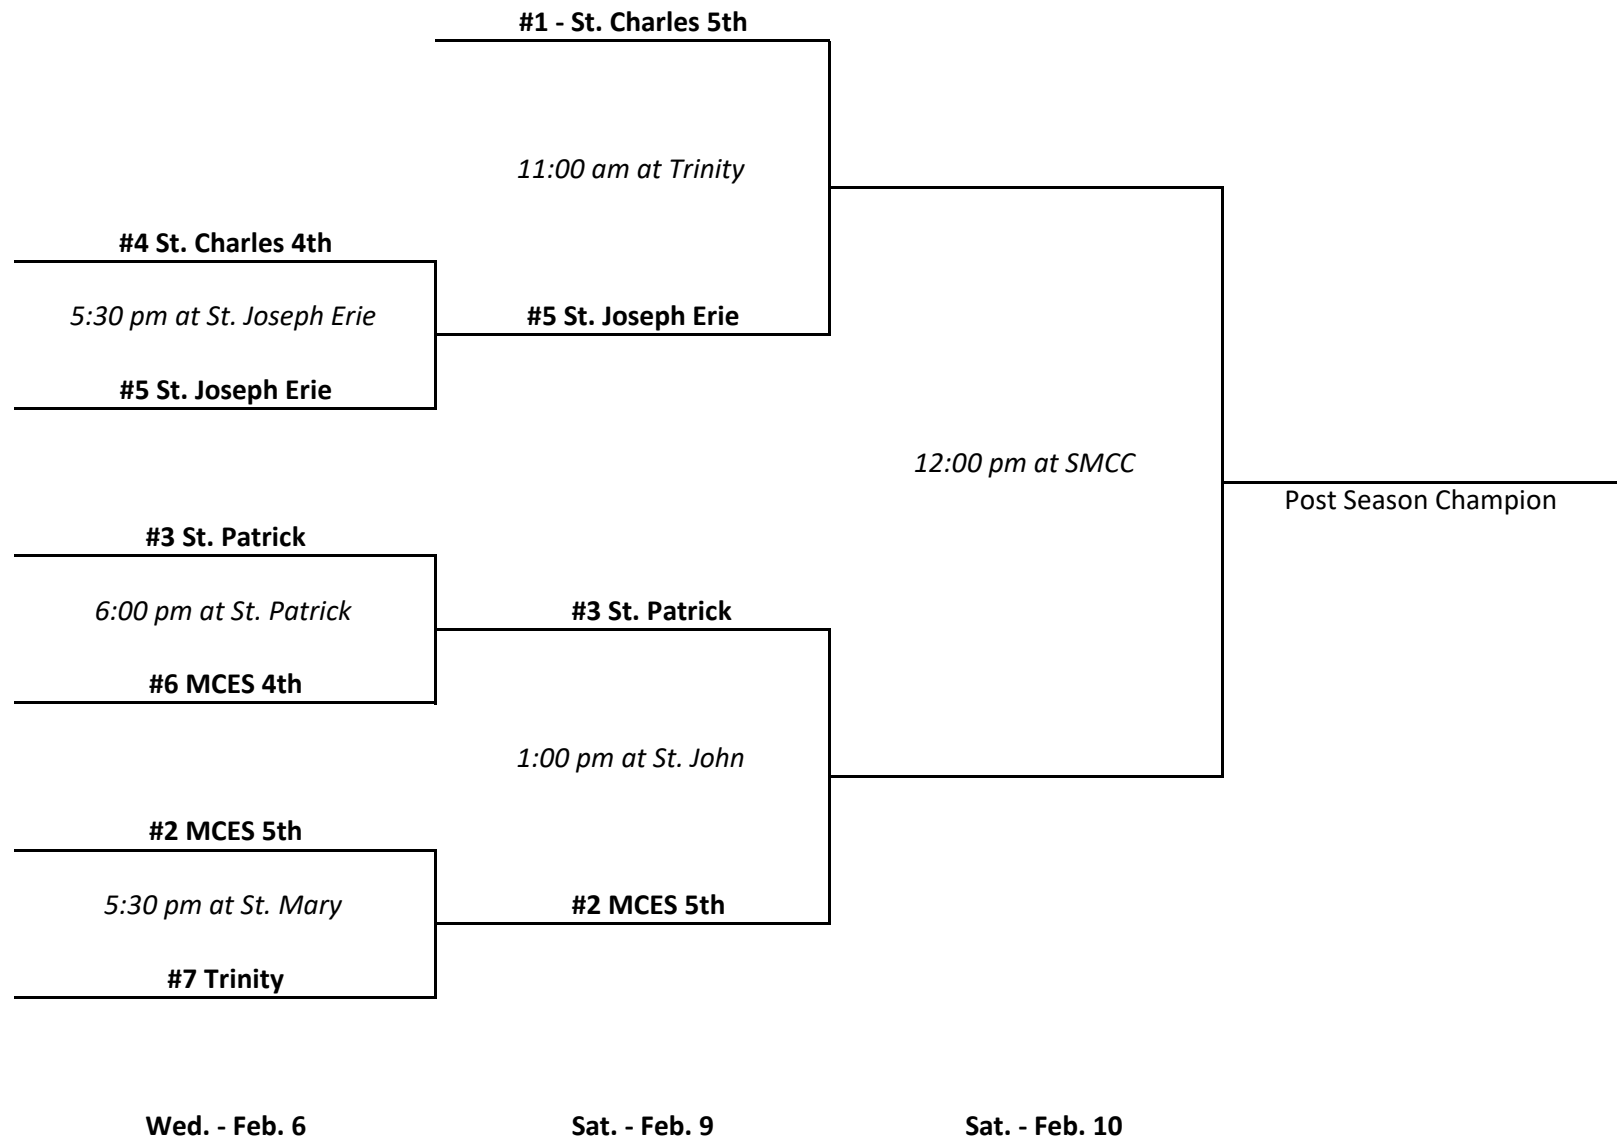 #1 - St. Charles 5th
11:00 am at Trinity
#4 St. Charles 4th
5:30 pm at St. Joseph Erie
#5 St. Joseph Erie
#5 St. Joseph Erie
12:00 pm at SMCC
Post Season Champion
#3 St. Patrick
6:00 pm at St. Patrick
#3 St. Patrick
#6 MCES 4th
1:00 pm at St. John
#2 MCES 5th
5:30 pm at St. Mary
#2 MCES 5th
#7 Trinity
Wed. - Feb. 6
Sat. - Feb. 9
Sat. - Feb. 10